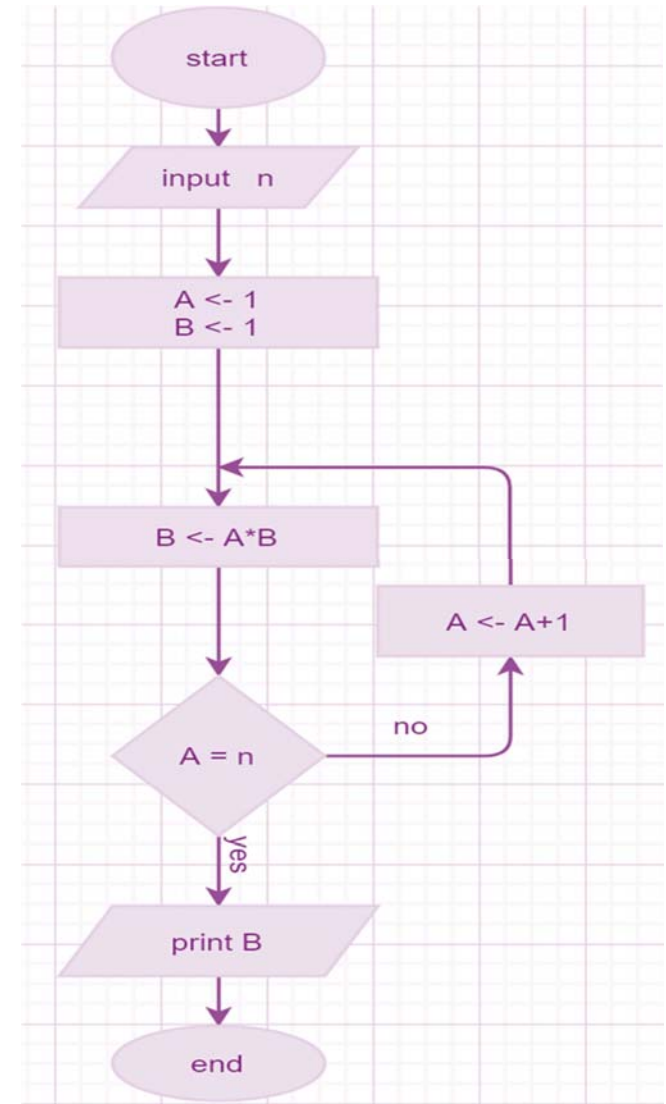 start
input n
A <- 1
B <- 1
B <- A*B
A <- A+1
no
A = n
yes
print B
end